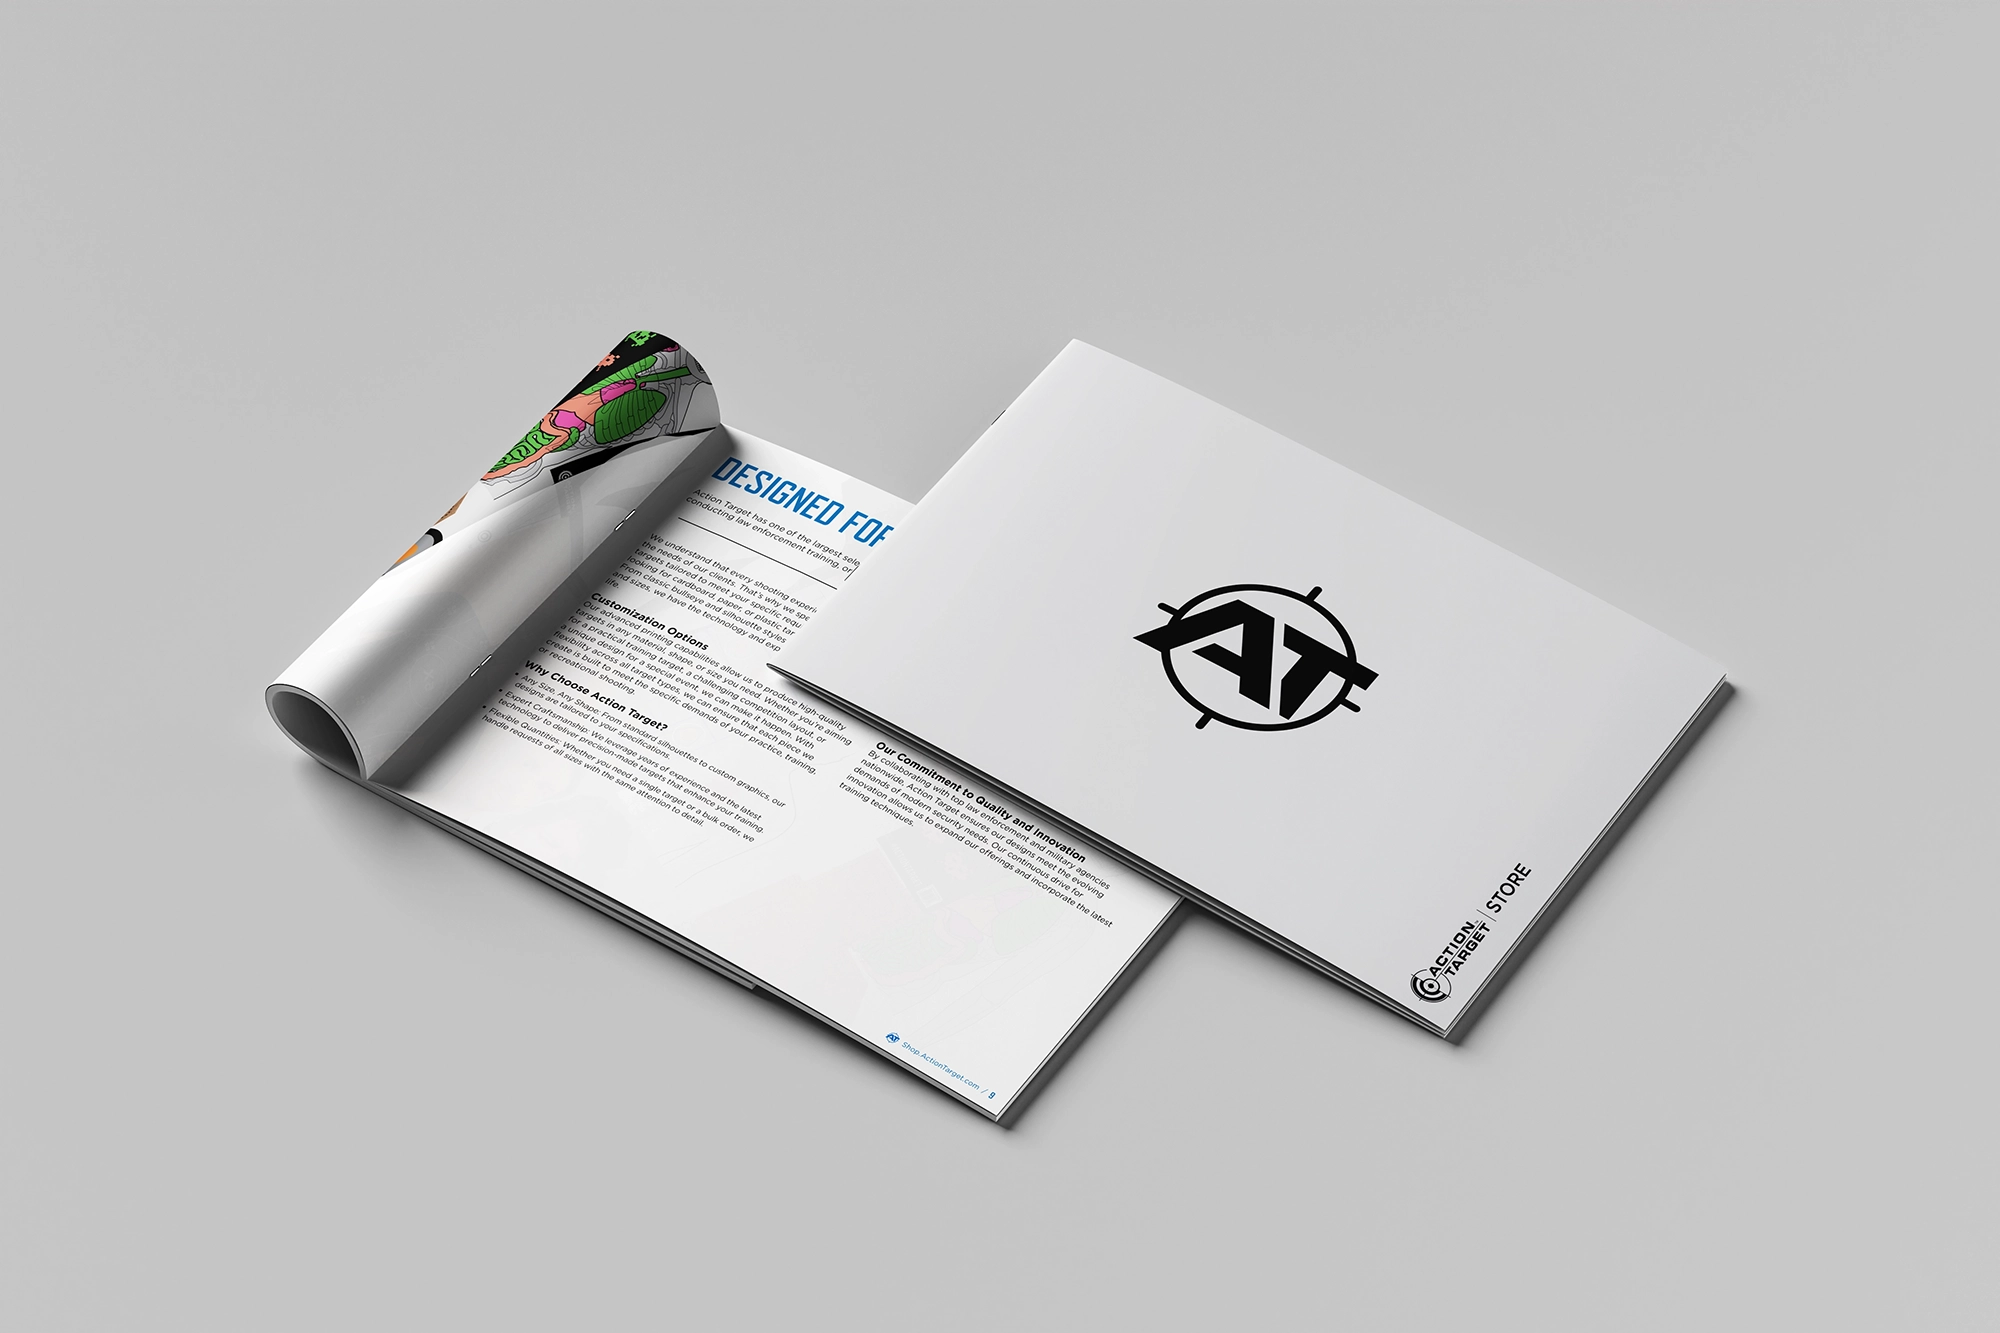 DESIGNED FOR
Action Target has one of the largest sele
conducting law enforcement training, or
We understand that every shooting experi
the needs of our clients. That's why we spe
targets tailored to meet your specific requ
looking for cardboard, paper, or plastic tar
From classic bullseye and silhouette styles
and sizes, we have the technology and exp
life.
Customization Options
Our advanced printing capabilities allow us to produce high-quality
targets in any material, shape, or size you need. Whether you're aiming
for a practical training target, a challenging competition layout, or
a unique design for a special event, we can make it happen. With
flexibility across all target types, we can ensure that each piece we
create is built to meet the specific demands of your practice, training,
or recreational shooting.
Why Choose Action Target?
• Any Size, Any Shape: From standard silhouettes to custom graphics, our
designs are tailored to your specifications.
• Expert Craftsmanship: We leverage years of experience and the latest
technology to deliver precision-made targets that enhance your training.
• Flexible Quantities: Whether you need a single target or a bulk order, we
handle requests of all sizes with the same attention to detail.
Our Commitment to Quality and Innovation
By collaborating with top law enforcement and military agencies
nationwide, Action Target ensures our designs meet the evolving
demands of modern security needs. Our continuous drive for
innovation allows us to expand our offerings and incorporate the latest
training techniques.
AT Shop.ActionTarget.com / 9
AT
ACTION
TARGET | STORE